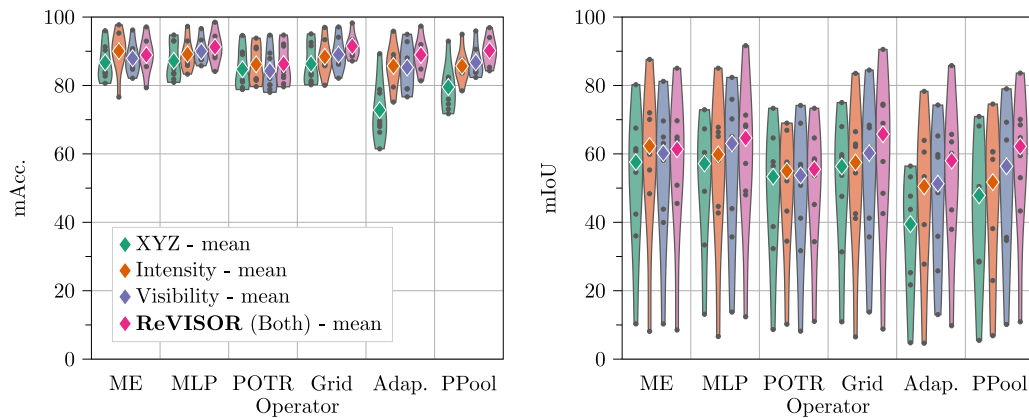 100
80
60
40
20
0
mAcc.
XYZ - mean
Intensity - mean
Visibility - mean
ReVISOR (Both) - mean
ME MLP POTR Grid Adap. PPool
Operator
100
80
60
40
20
0
mIoU
ME MLP POTR Grid Adap. PPool
Operator